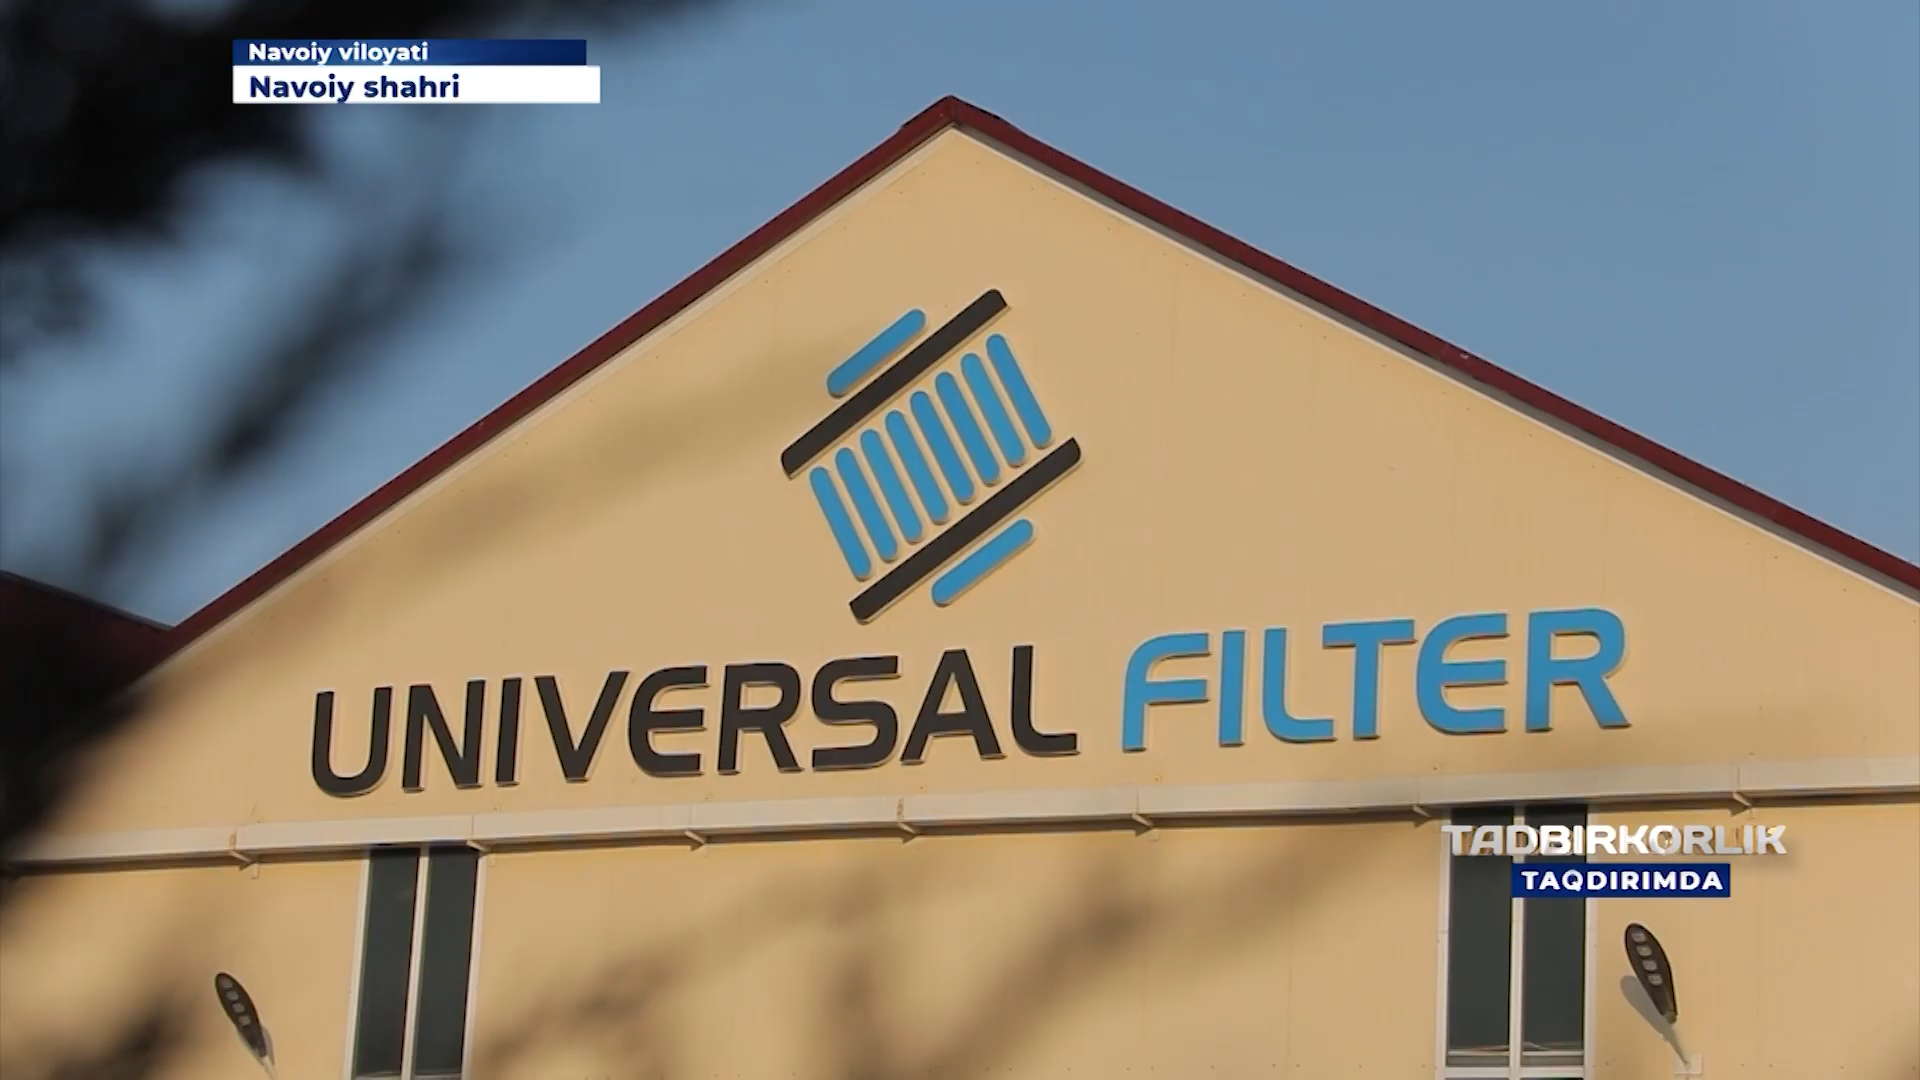 Navoiy viloyati
Navoiy shahri
UNIVERSAL FILTER
TADBIRKORLIK
TAQDIRIMDA